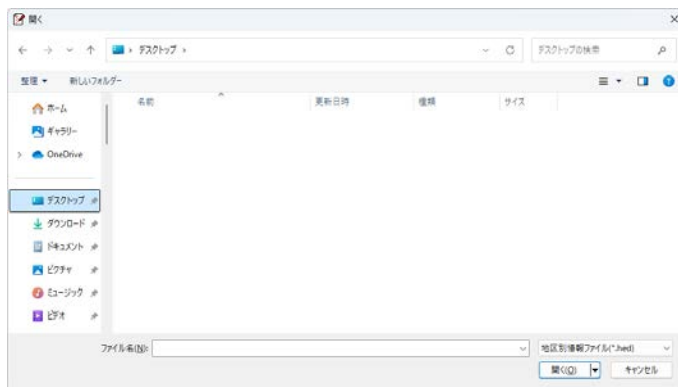 開く
デスクトップ
デスクトップの検索
整理 新しいフォルダー
名前 更新日時 種類 サイズ
ホーム
ギャラリー
OneDrive
デスクトップ
ダウンロード
ドキュメント
ピクチャ
ミュージック
ビデオ
ファイル名(N): 地区別情報ファイル(*.hed)
開く(O) キャンセル